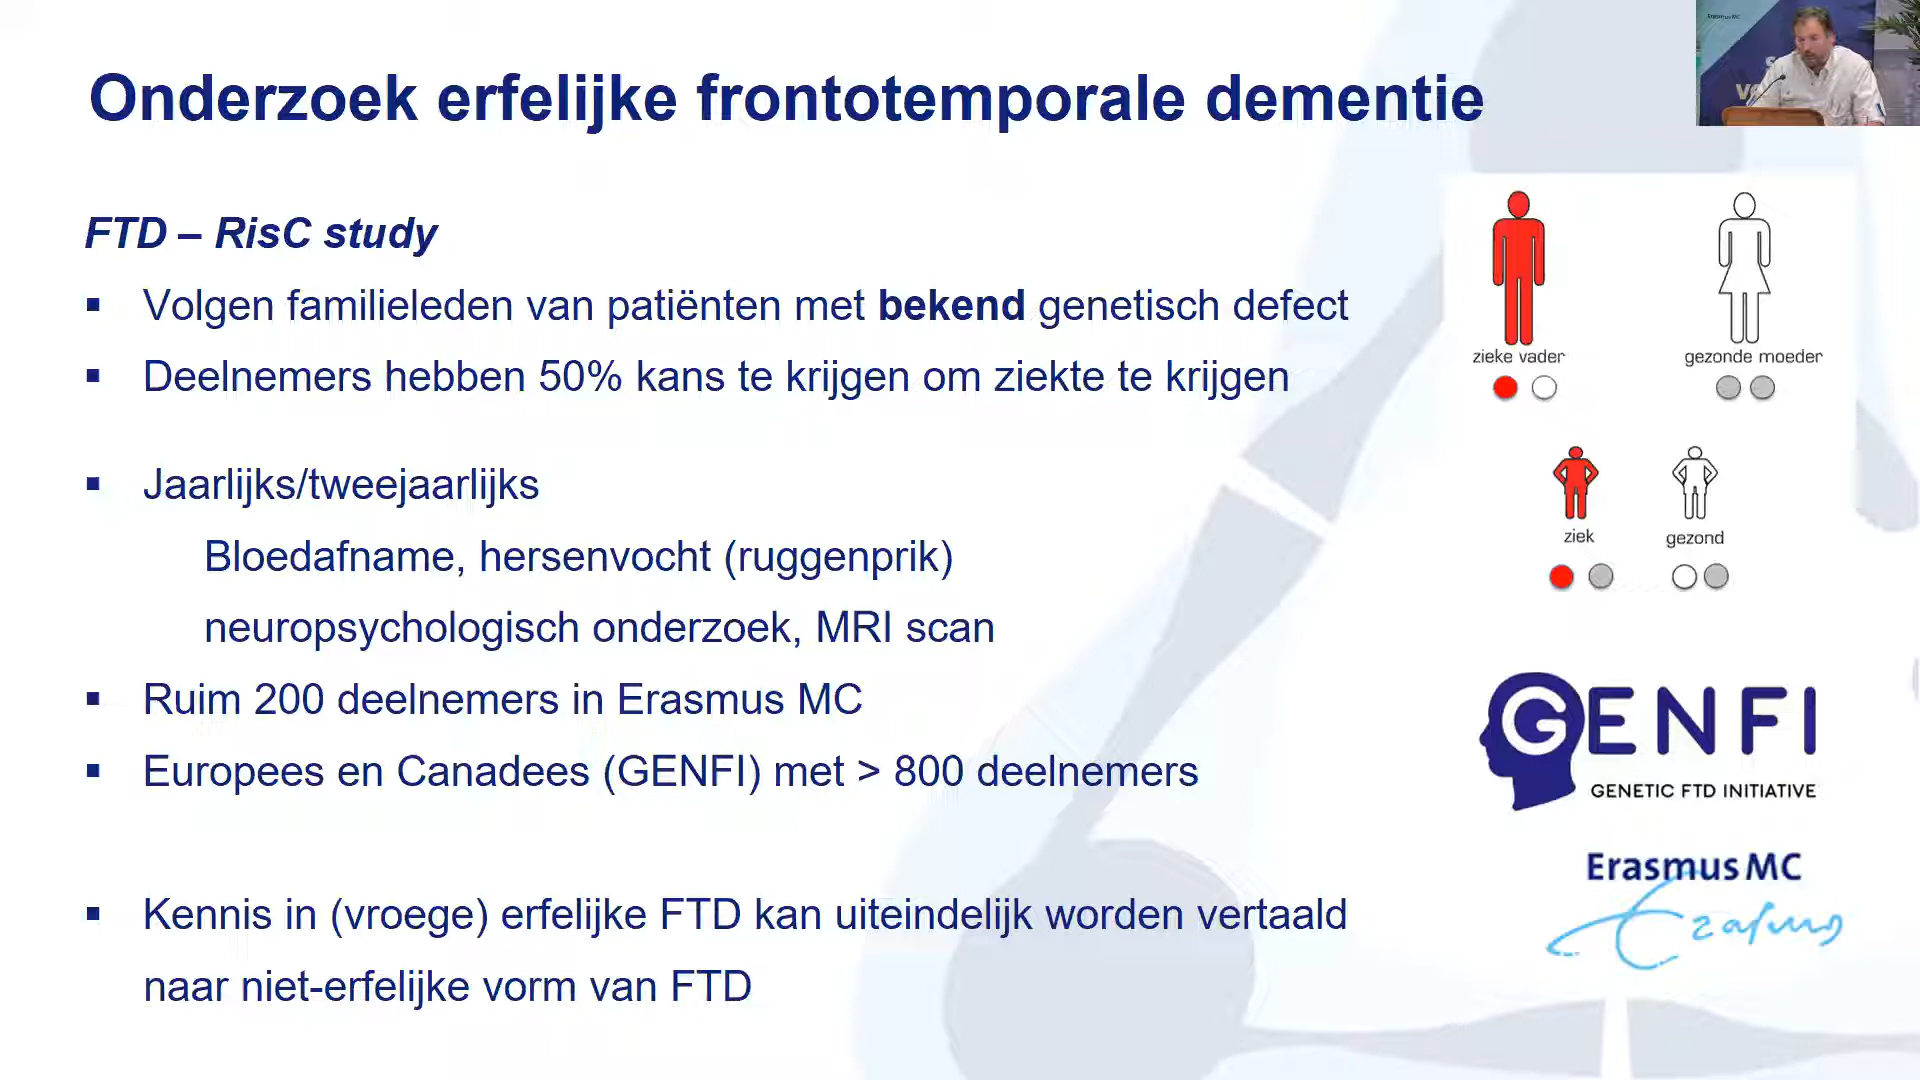 Onderzoek erfelijke frontotemporale dementie
FTD – RisC study
▪ Volgen familieleden van patiënten met bekend genetisch defect
▪ Deelnemers hebben 50% kans te krijgen om ziekte te krijgen
▪ Jaarlijks/tweejaarlijks
Bloedafname, hersenvocht (ruggenprik)
neuropsychologisch onderzoek, MRI scan
▪ Ruim 200 deelnemers in Erasmus MC
▪ Europees en Canadees (GENFI) met > 800 deelnemers
▪ Kennis in (vroege) erfelijke FTD kan uiteindelijk worden vertaald
naar niet-erfelijke vorm van FTD
zieke vader
gezonde moeder
ziek
gezond
GENFI
GENETIC FTD INITIATIVE
Erasmus MC
Erasmus
Erasmus MC